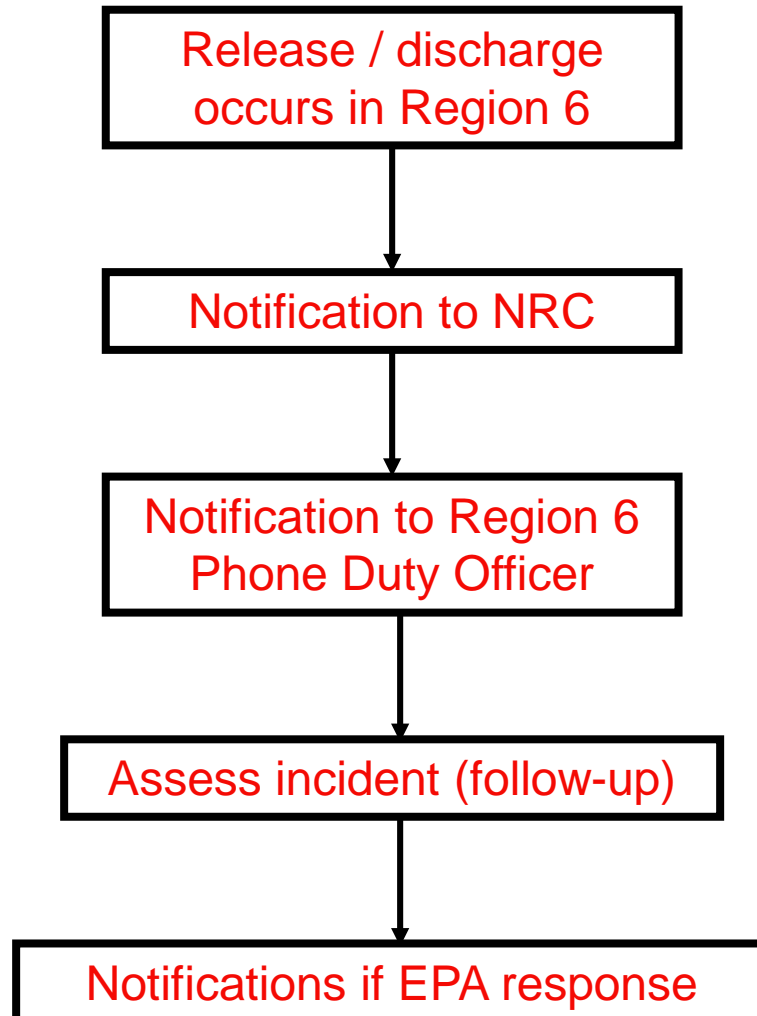 Release / discharge
occurs in Region 6
Notification to NRC
Notification to Region 6
Phone Duty Officer
Assess incident (follow-up)
Notifications if EPA response